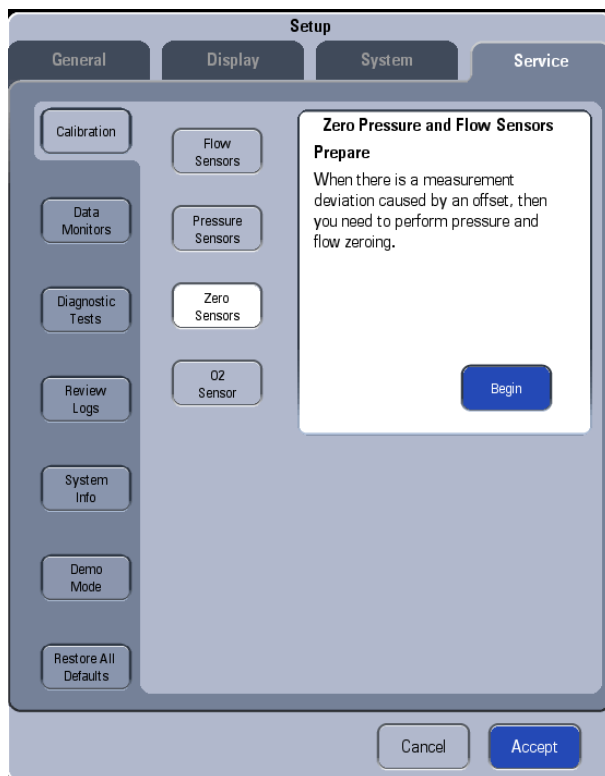 Setup
General
Display
System
Service
Calibration
Data
Monitors
Diagnostic
Tests
Review
Logs
System
Info
Demo
Mode
Restore All
Defaults
Flow
Sensors
Pressure
Sensors
Zero
Sensors
O2
Sensor
Zero Pressure and Flow Sensors
Prepare
When there is a measurement
deviation caused by an offset, then
you need to perform pressure and
flow zeroing.
Begin
Cancel
Accept